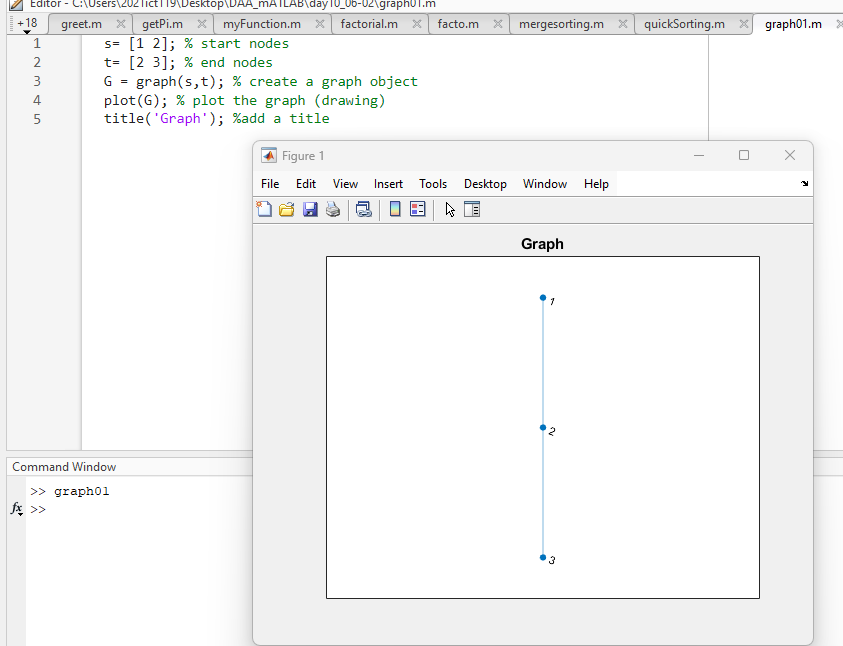 Editor - C:\Users\2021ict119\Desktop\DAA_mATLAB\day10_06-02\graph01.m
+18 greet.m getPi.m myFunction.m factorial.m facto.m mergesorting.m quickSorting.m graph01.m
1 s= [1 2]; % start nodes
2 t= [2 3]; % end nodes
3 G = graph(s,t); % create a graph object
4 plot(G); % plot the graph (drawing)
5 title('Graph'); %add a title
Figure 1
File Edit View Insert Tools Desktop Window Help
Graph
1
2
3
Command Window
>> graph01
fx >>